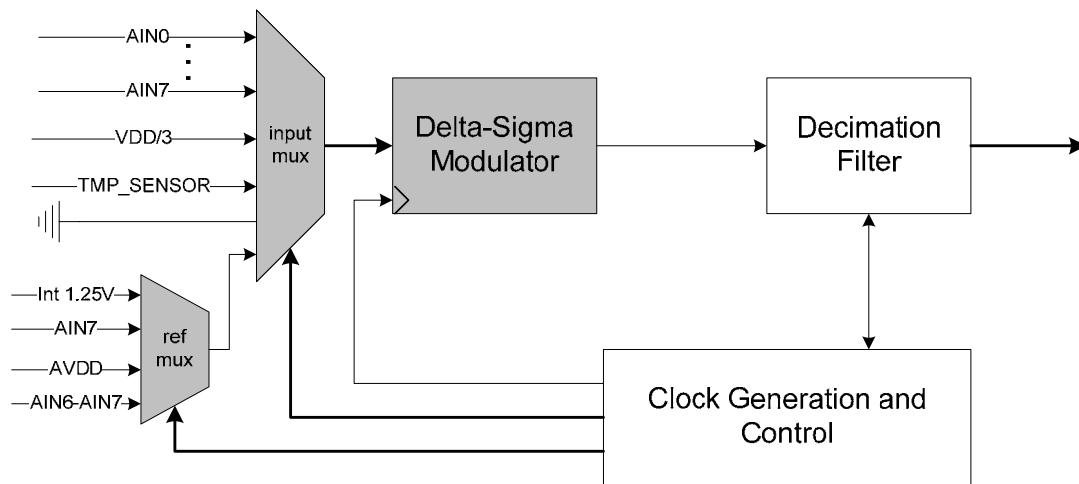 AIN0
AIN7
VDD/3
TMP_SENSOR
input
mux
Delta-Sigma
Modulator
Decimation
Filter
Int 1.25V
AIN7
AVDD
AIN6-AIN7
ref
mux
Clock Generation and
Control